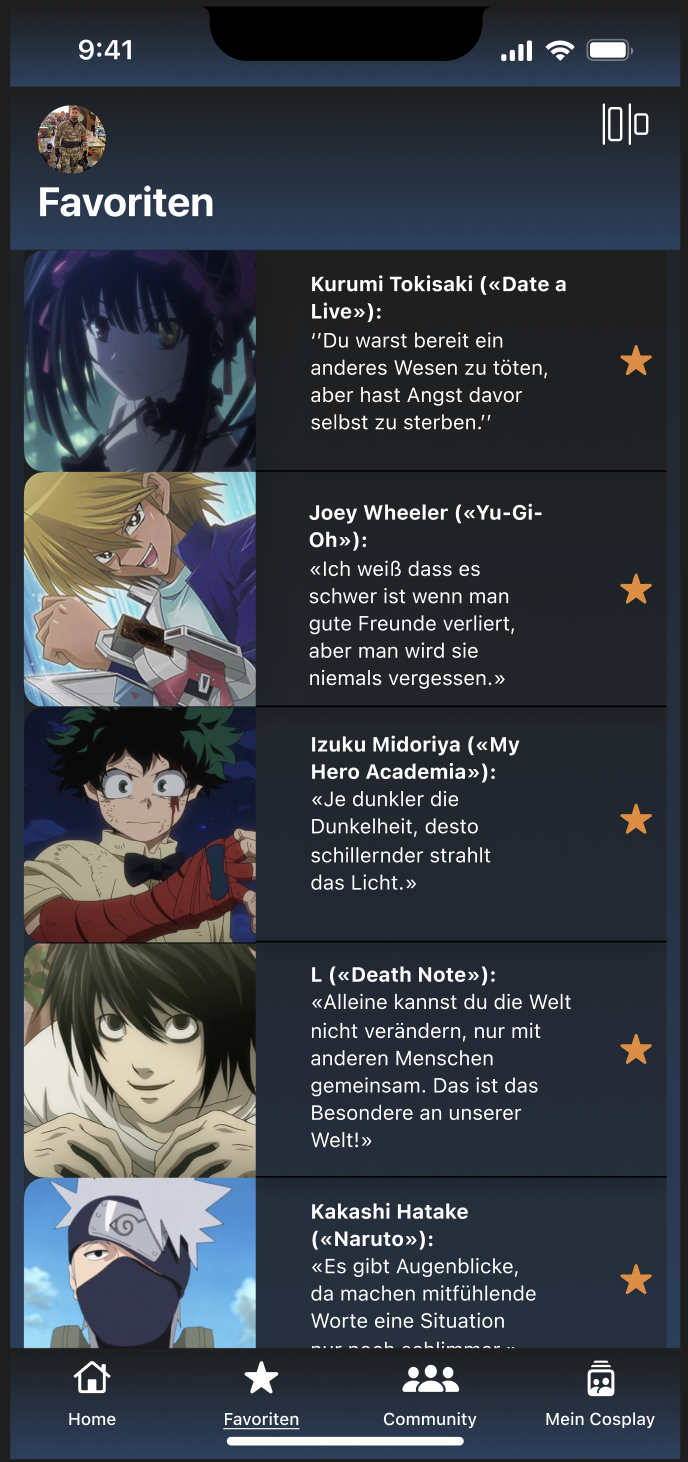 9:41
Favoriten
Kurumi Tokisaki («Date a
Live»):
‘’Du warst bereit ein
anderes Wesen zu töten,
aber hast Angst davor
selbst zu sterben.’’
Joey Wheeler («Yu-Gi-
Oh»):
«Ich weiß dass es
schwer ist wenn man
gute Freunde verliert,
aber man wird sie
niemals vergessen.»
Izuku Midoriya («My
Hero Academia»):
«Je dunkler die
Dunkelheit, desto
schillernder strahlt
das Licht.»
L («Death Note»):
«Alleine kannst du die Welt
nicht verändern, nur mit
anderen Menschen
gemeinsam. Das ist das
Besondere an unserer
Welt!»
Kakashi Hatake
(«Naruto»):
«Es gibt Augenblicke,
da machen mitfühlende
Worte eine Situation
nur noch schlimmer.»
Home
Favoriten
Community
Mein Cosplay